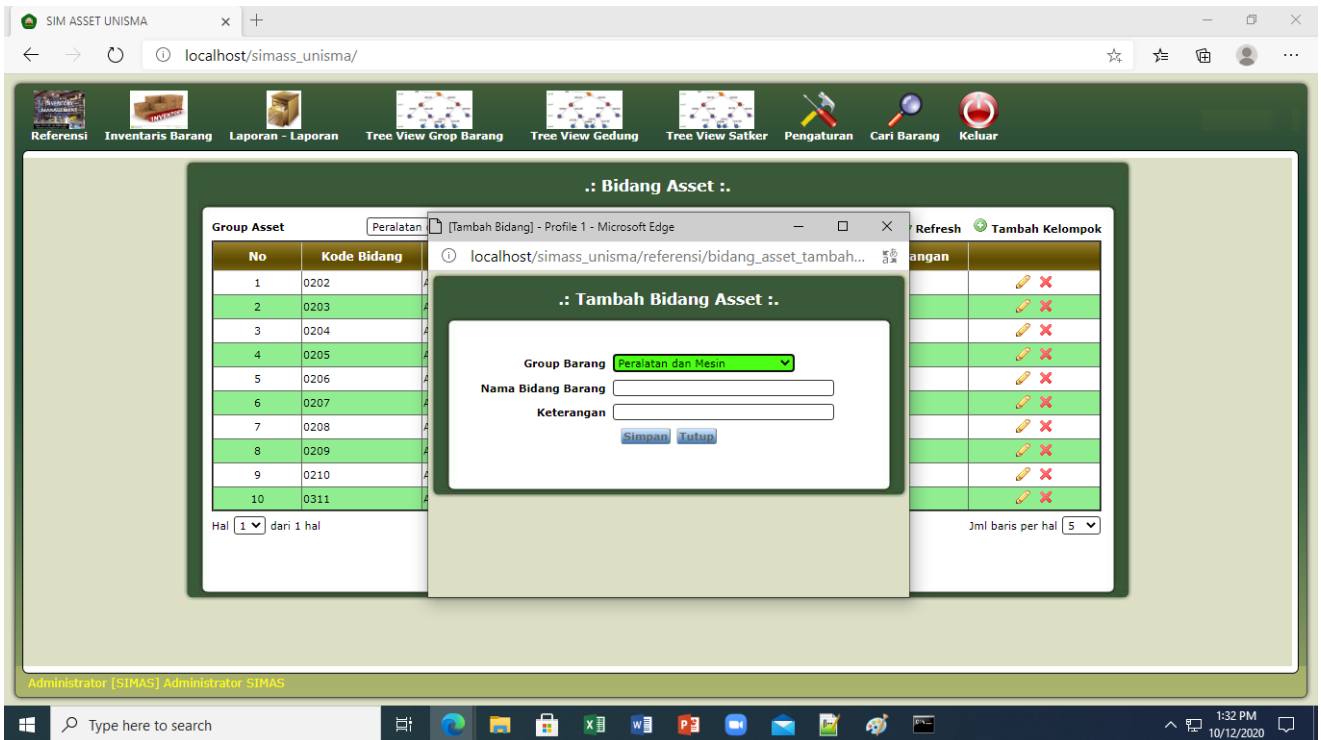 SIM ASSET UNISMA
localhost/simass_unisma/
Referensi Inventaris Barang Laporan - Laporan Tree View Grop Barang Tree View Gedung Tree View Satker Pengaturan Cari Barang Keluar
.: Bidang Asset :.
Group Asset Peralatan Refresh Tambah Kelompok
No Kode Bidang angan
1 0202
2 0203
3 0204
4 0205
5 0206
6 0207
7 0208
8 0209
9 0210
10 0311
Hal 1 dari 1 hal Jml baris per hal 5
[Tambah Bidang] - Profile 1 - Microsoft Edge
localhost/simass_unisma/referensi/bidang_asset_tambah...
.: Tambah Bidang Asset :.
Group Barang Peralatan dan Mesin
Nama Bidang Barang
Keterangan
Simpan Tutup
Administrator [SIMAS] Administrator SIMAS
Type here to search
1:32 PM
10/12/2020